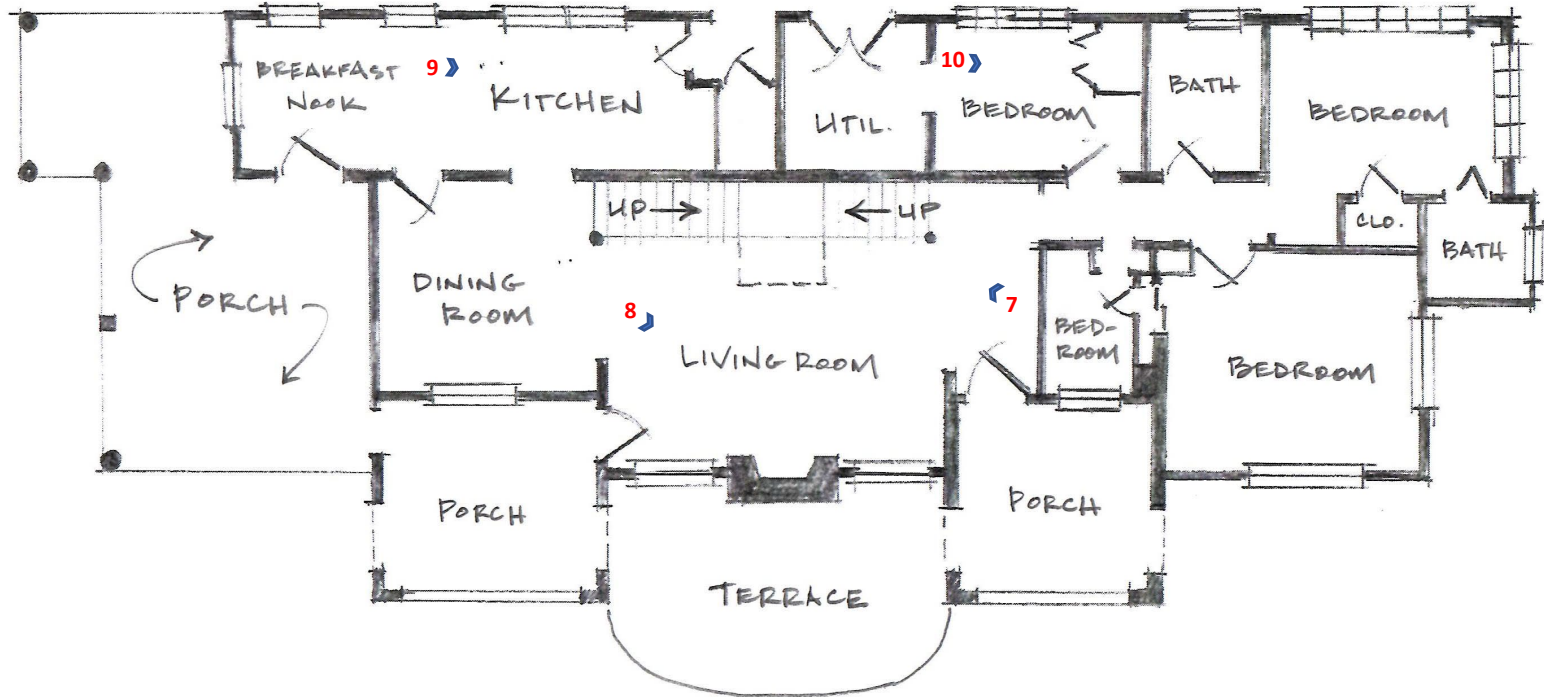 BREAKFAST
NOOK
9
KITCHEN
UTIL.
10
BEDROOM
BATH
BEDROOM
UP
UP
CLO.
BATH
PORCH
DINING
ROOM
8
LIVING ROOM
7
BED-
ROOM
BEDROOM
PORCH
PORCH
TERRACE